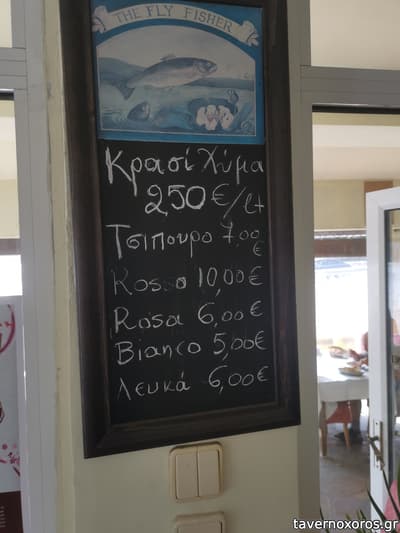 THE FLY FISHER
Κρασί Χύμα
250€/lt
Τσιπουρο 7,00
€
Rosso 10,00€
Rosa 6,00€
Bianco 5,00€
Λευκά 6,00€
tavernoxoros.gr